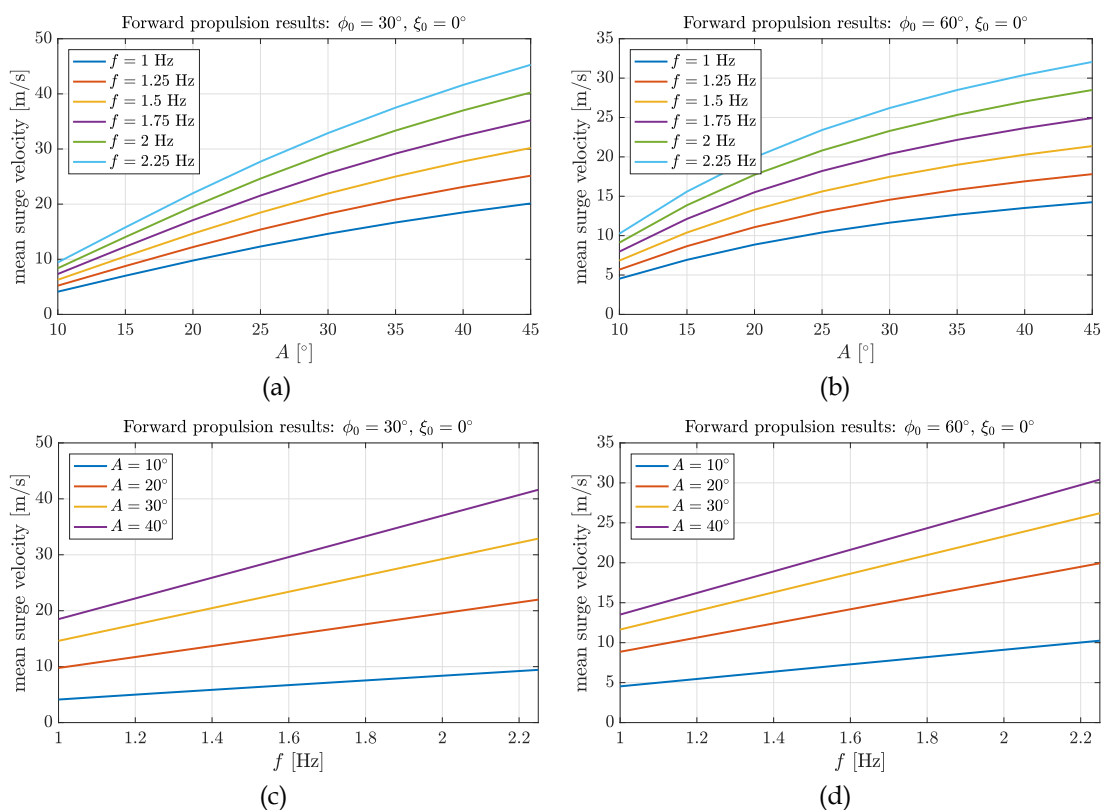 Forward propulsion results: ϕ₀ = 30°, ξ₀ = 0°
mean surge velocity [m/s]
50
40
30
20
10
0
f = 1 Hz
f = 1.25 Hz
f = 1.5 Hz
f = 1.75 Hz
f = 2 Hz
f = 2.25 Hz
10 15 20 25 30 35 40 45
A [°]
(a)
Forward propulsion results: ϕ₀ = 60°, ξ₀ = 0°
mean surge velocity [m/s]
35
30
25
20
15
10
5
0
f = 1 Hz
f = 1.25 Hz
f = 1.5 Hz
f = 1.75 Hz
f = 2 Hz
f = 2.25 Hz
10 15 20 25 30 35 40 45
A [°]
(b)
Forward propulsion results: ϕ₀ = 30°, ξ₀ = 0°
mean surge velocity [m/s]
50
40
30
20
10
0
A = 10°
A = 20°
A = 30°
A = 40°
1 1.2 1.4 1.6 1.8 2 2.2
f [Hz]
(c)
Forward propulsion results: ϕ₀ = 60°, ξ₀ = 0°
mean surge velocity [m/s]
35
30
25
20
15
10
5
0
A = 10°
A = 20°
A = 30°
A = 40°
1 1.2 1.4 1.6 1.8 2 2.2
f [Hz]
(d)